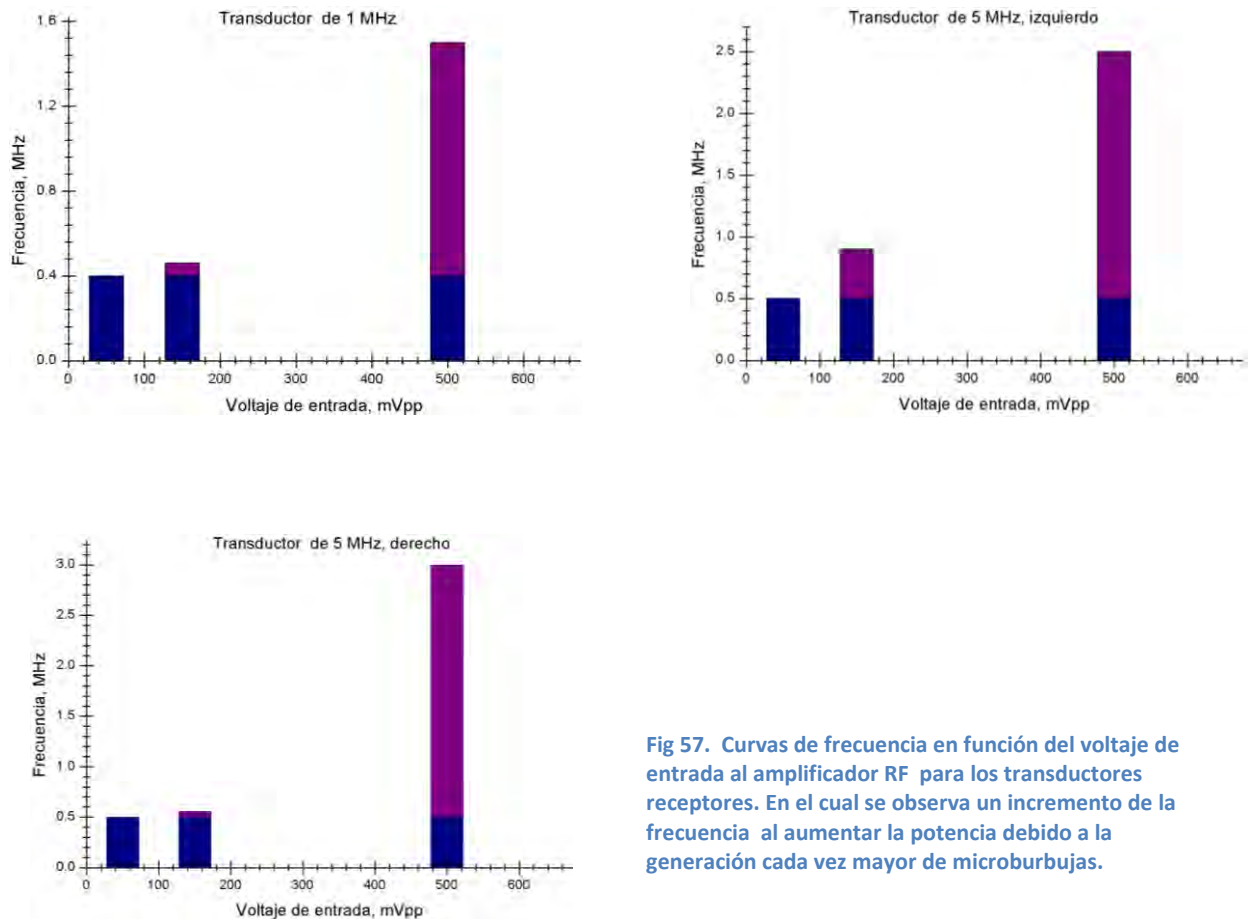 Transductor de 1 MHz
1.6
1.2
0.8
0.4
0.0
Frecuencia, MHz
0 100 200 300 400 500 600
Voltaje de entrada, mVpp
Transductor de 5 MHz, izquierdo
2.5
2.0
1.5
1.0
0.5
0.0
Frecuencia, MHz
0 100 200 300 400 500 600
Voltaje de entrada, mVpp
Transductor de 5 MHz, derecho
3.0
2.5
2.0
1.5
1.0
0.5
0.0
Frecuencia, MHz
0 100 200 300 400 500 600
Voltaje de entrada, mVpp
Fig 57. Curvas de frecuencia en función del voltaje de
entrada al amplificador RF para los transductores
receptores. En el cual se observa un incremento de la
frecuencia al aumentar la potencia debido a la
generación cada vez mayor de microburbujas.